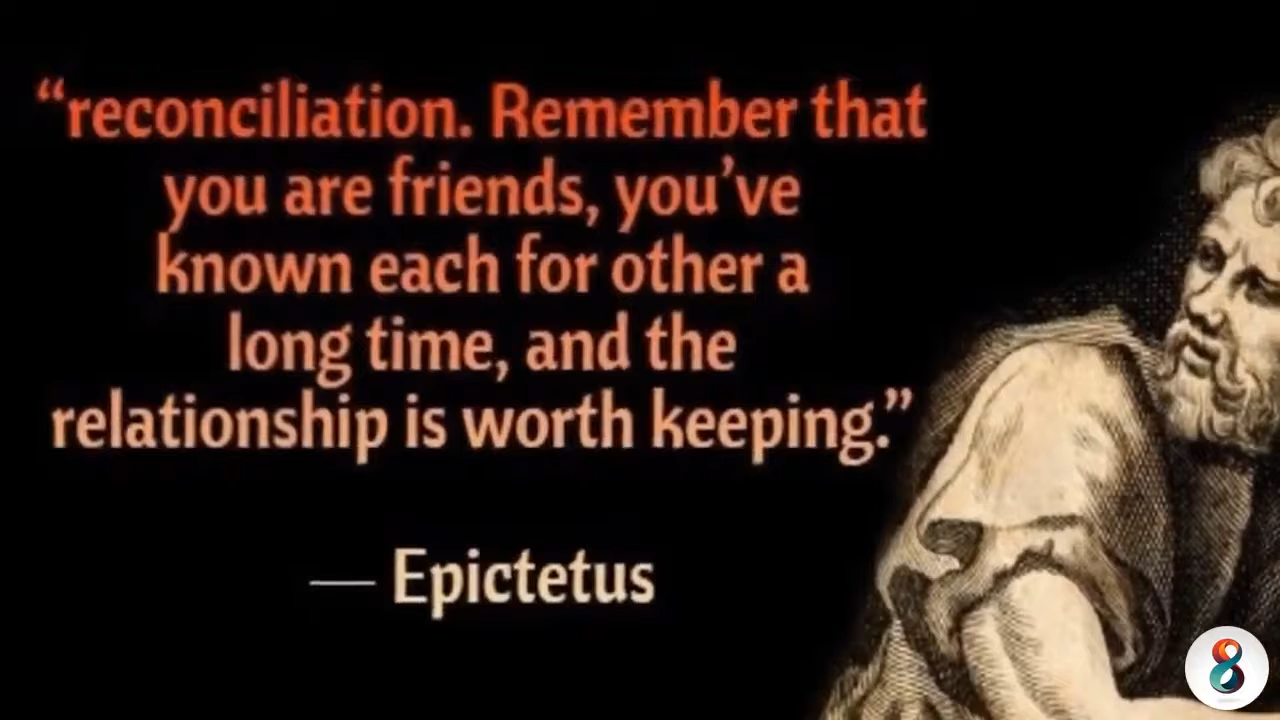 “reconciliation. Remember that
you are friends, you’ve
known each for other a
long time, and the
relationship is worth keeping.”
— Epictetus
8